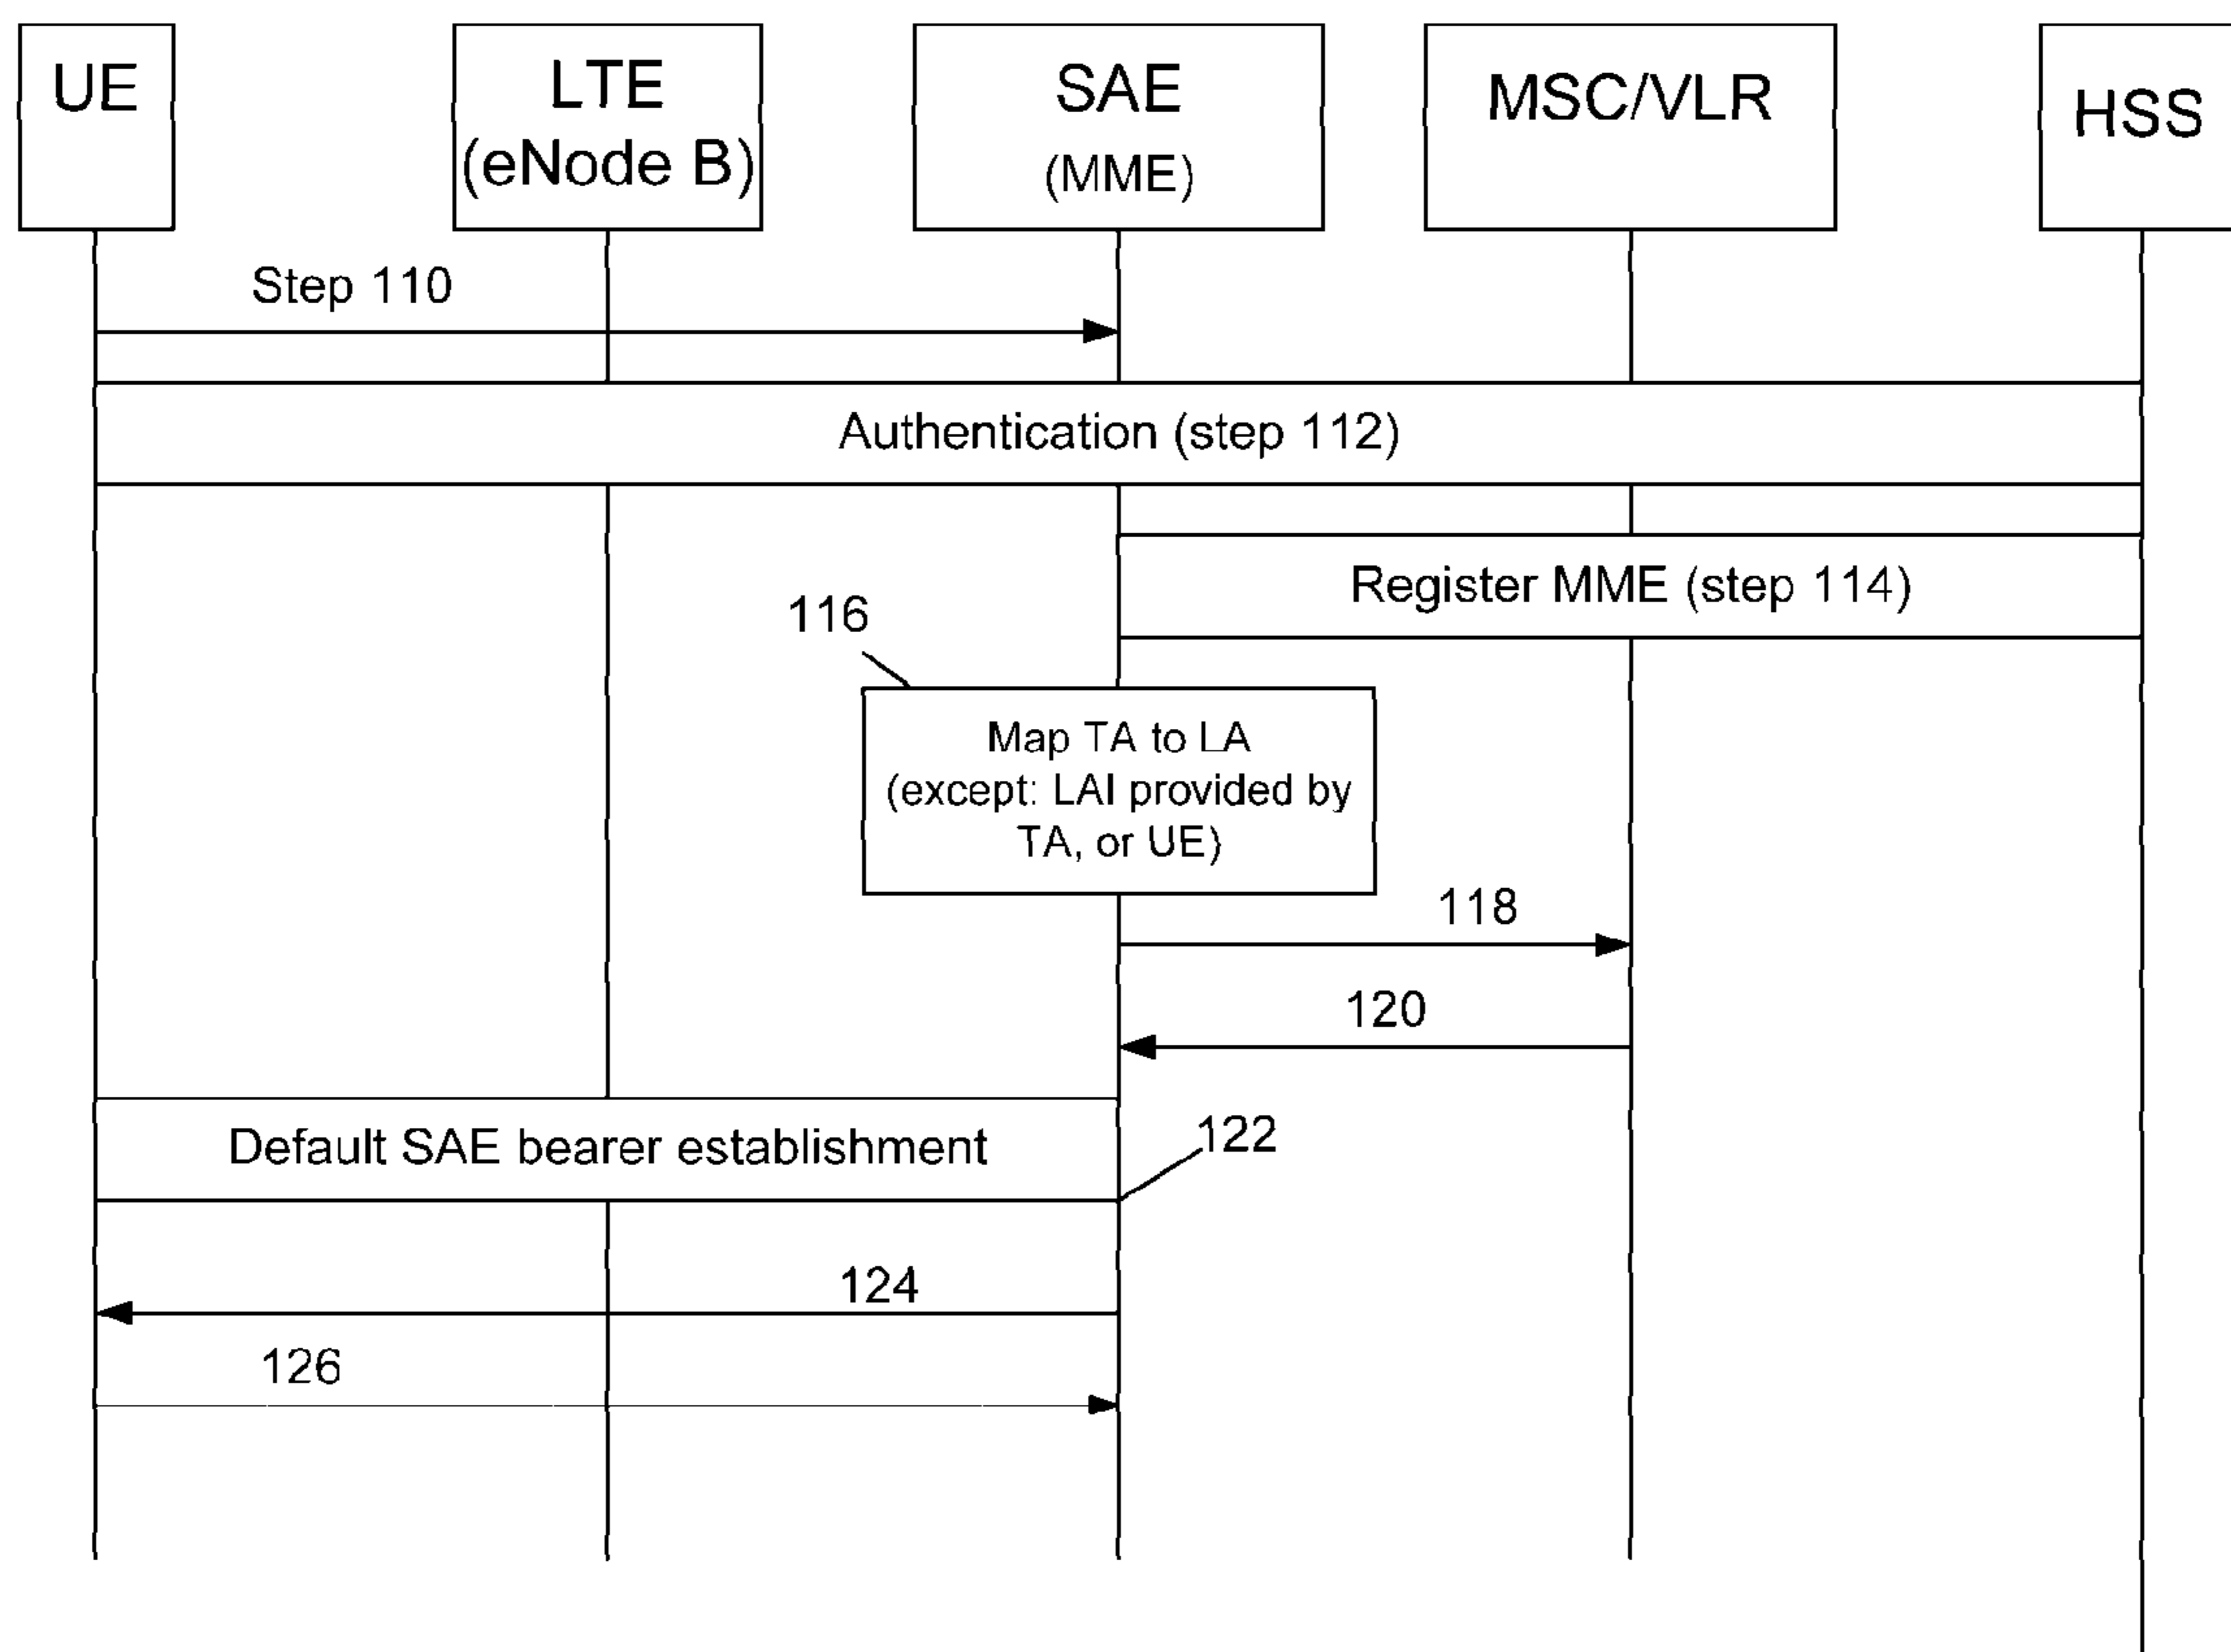 UE
LTE
(eNode B)
SAE
(MME)
MSC/VLR
HSS
Step 110
Authentication (step 112)
Register MME (step 114)
116
Map TA to LA
(except: LAI provided by
TA, or UE)
118
120
Default SAE bearer establishment
122
124
126